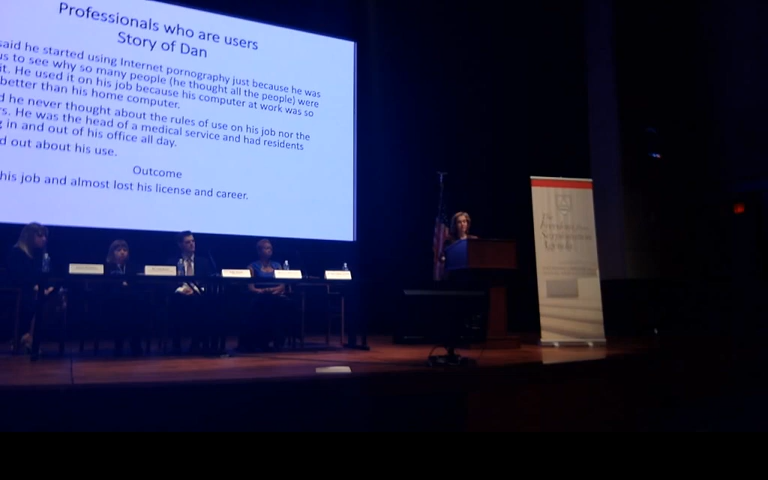 Professionals who are users
Story of Dan
said he started using Internet pornography just because he was
us to see why so many people (he thought all the people) were
it. He used it on his job because his computer at work was so
better than his home computer.
d he never thought about the rules of use on his job nor the
rs. He was the head of a medical service and had residents
g in and out of his office all day.
d out about his use.
Outcome
his job and almost lost his license and career.